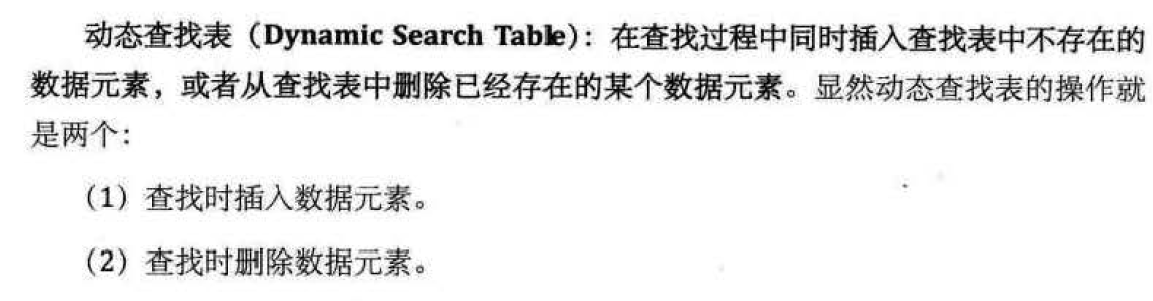 动态查找表（Dynamic Search Table）：在查找过程中同时插入查找表中不存在的
数据元素，或者从查找表中删除已经存在的某个数据元素。显然动态查找表的操作就
是两个：
（1）查找时插入数据元素。
（2）查找时删除数据元素。